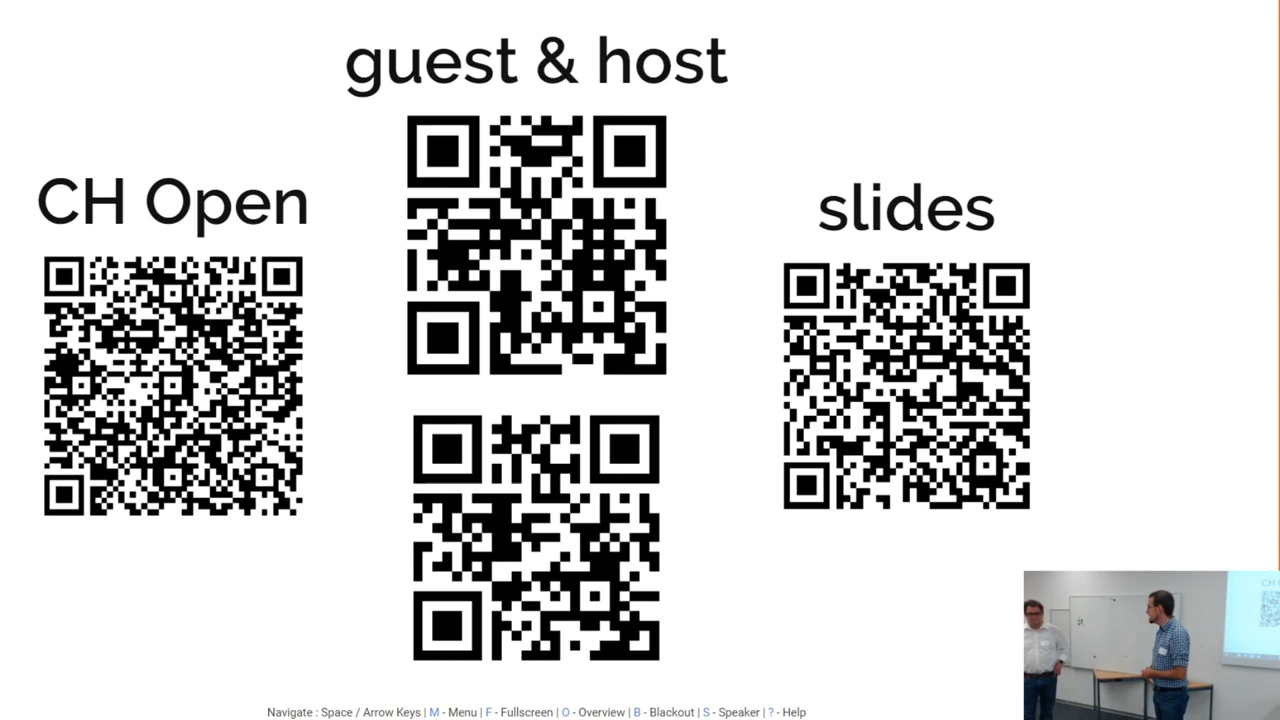 guest & host
CH Open
slides
Navigate : Space / Arrow Keys | M - Menu | F - Fullscreen | O - Overview | B - Blackout | S - Speaker | ? - Help